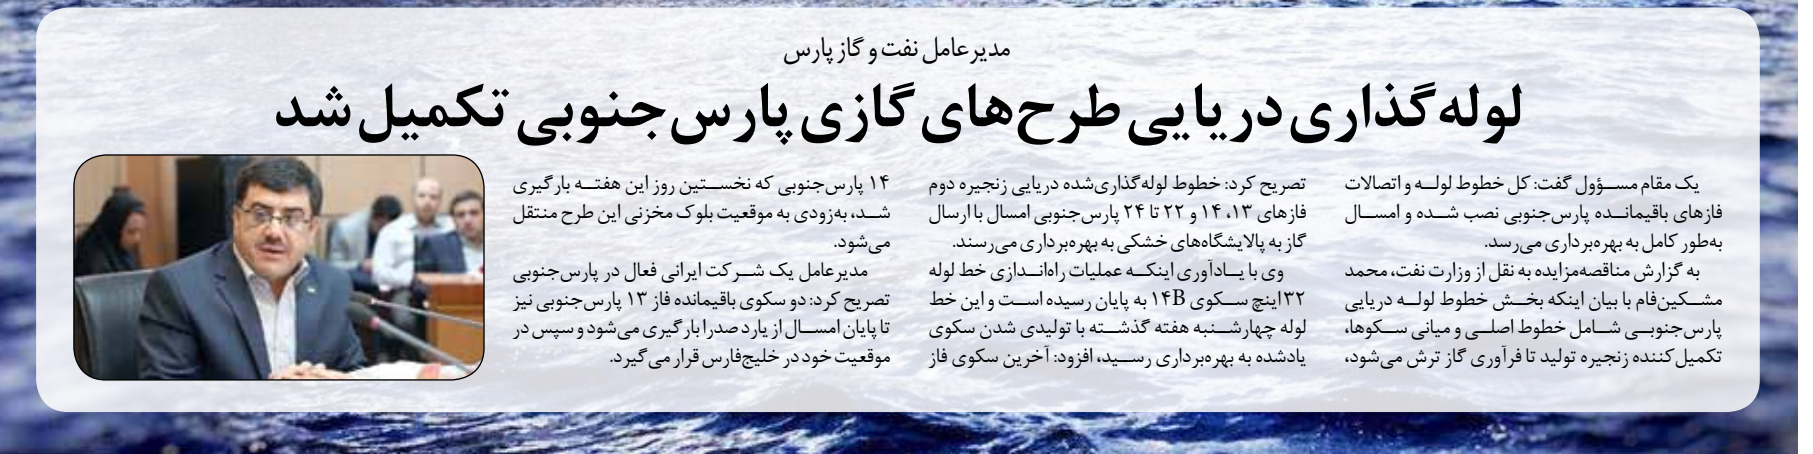 مدیرعامل نفت و گاز پارس
لوله‌گذاری دریایی طرح‌های گازی پارس‌جنوبی تکمیل شد
یک مقام مسـؤول گفت: کل خطوط لولـه و اتصالات
فازهای باقیمانـده پارس‌جنوبی نصب شـده و امسـال
به‌طور کامل به بهره‌برداری می‌رسد.
به گزارش مناقصه‌مزایده به نقل از وزارت نفت، محمد
مشـکین‌فام با بیان اینکه بخـش خطوط لولـه دریایی
پارس‌جنوبـی شـامل خطوط اصلـی و میانی سـکوها،
تکمیل‌کننده زنجیره تولید تا فرآوری گاز ترش می‌شود،
تصریح کرد: خطوط لوله‌گذاری‌شده دریایی زنجیره دوم
فازهای ۱۳، ۱۴ و ۲۲ تا ۲۴ پارس‌جنوبی امسال با ارسال
گاز به پالایشگاه‌های خشکی به بهره‌برداری می‌رسند.
وی با یـادآوری اینکـه عملیات راه‌انـدازی خط لوله
۳۲اینچ سـکوی ۱۴B به پایان رسیده اسـت و این خط
لوله چهارشـنبه هفته گذشـته با تولیدی شدن سکوی
یادشده به بهره‌برداری رسـید، افزود: آخرین سکوی فاز
۱۴ پارس‌جنوبی که نخسـتین روز این هفتـه بارگیری
شـد، به‌زودی به موقعیت بلوک مخزنی این طرح منتقل
می‌شود.
مدیرعامل یک شـرکت ایرانی فعال در پارس‌جنوبی
تصریح کرد: دو سکوی باقیمانده فاز ۱۳ پارس‌جنوبی نیز
تا پایان امسـال از یارد صدرا بارگیری می‌شود و سپس در
موقعیت خود در خلیج‌فارس قرار می‌گیرد.